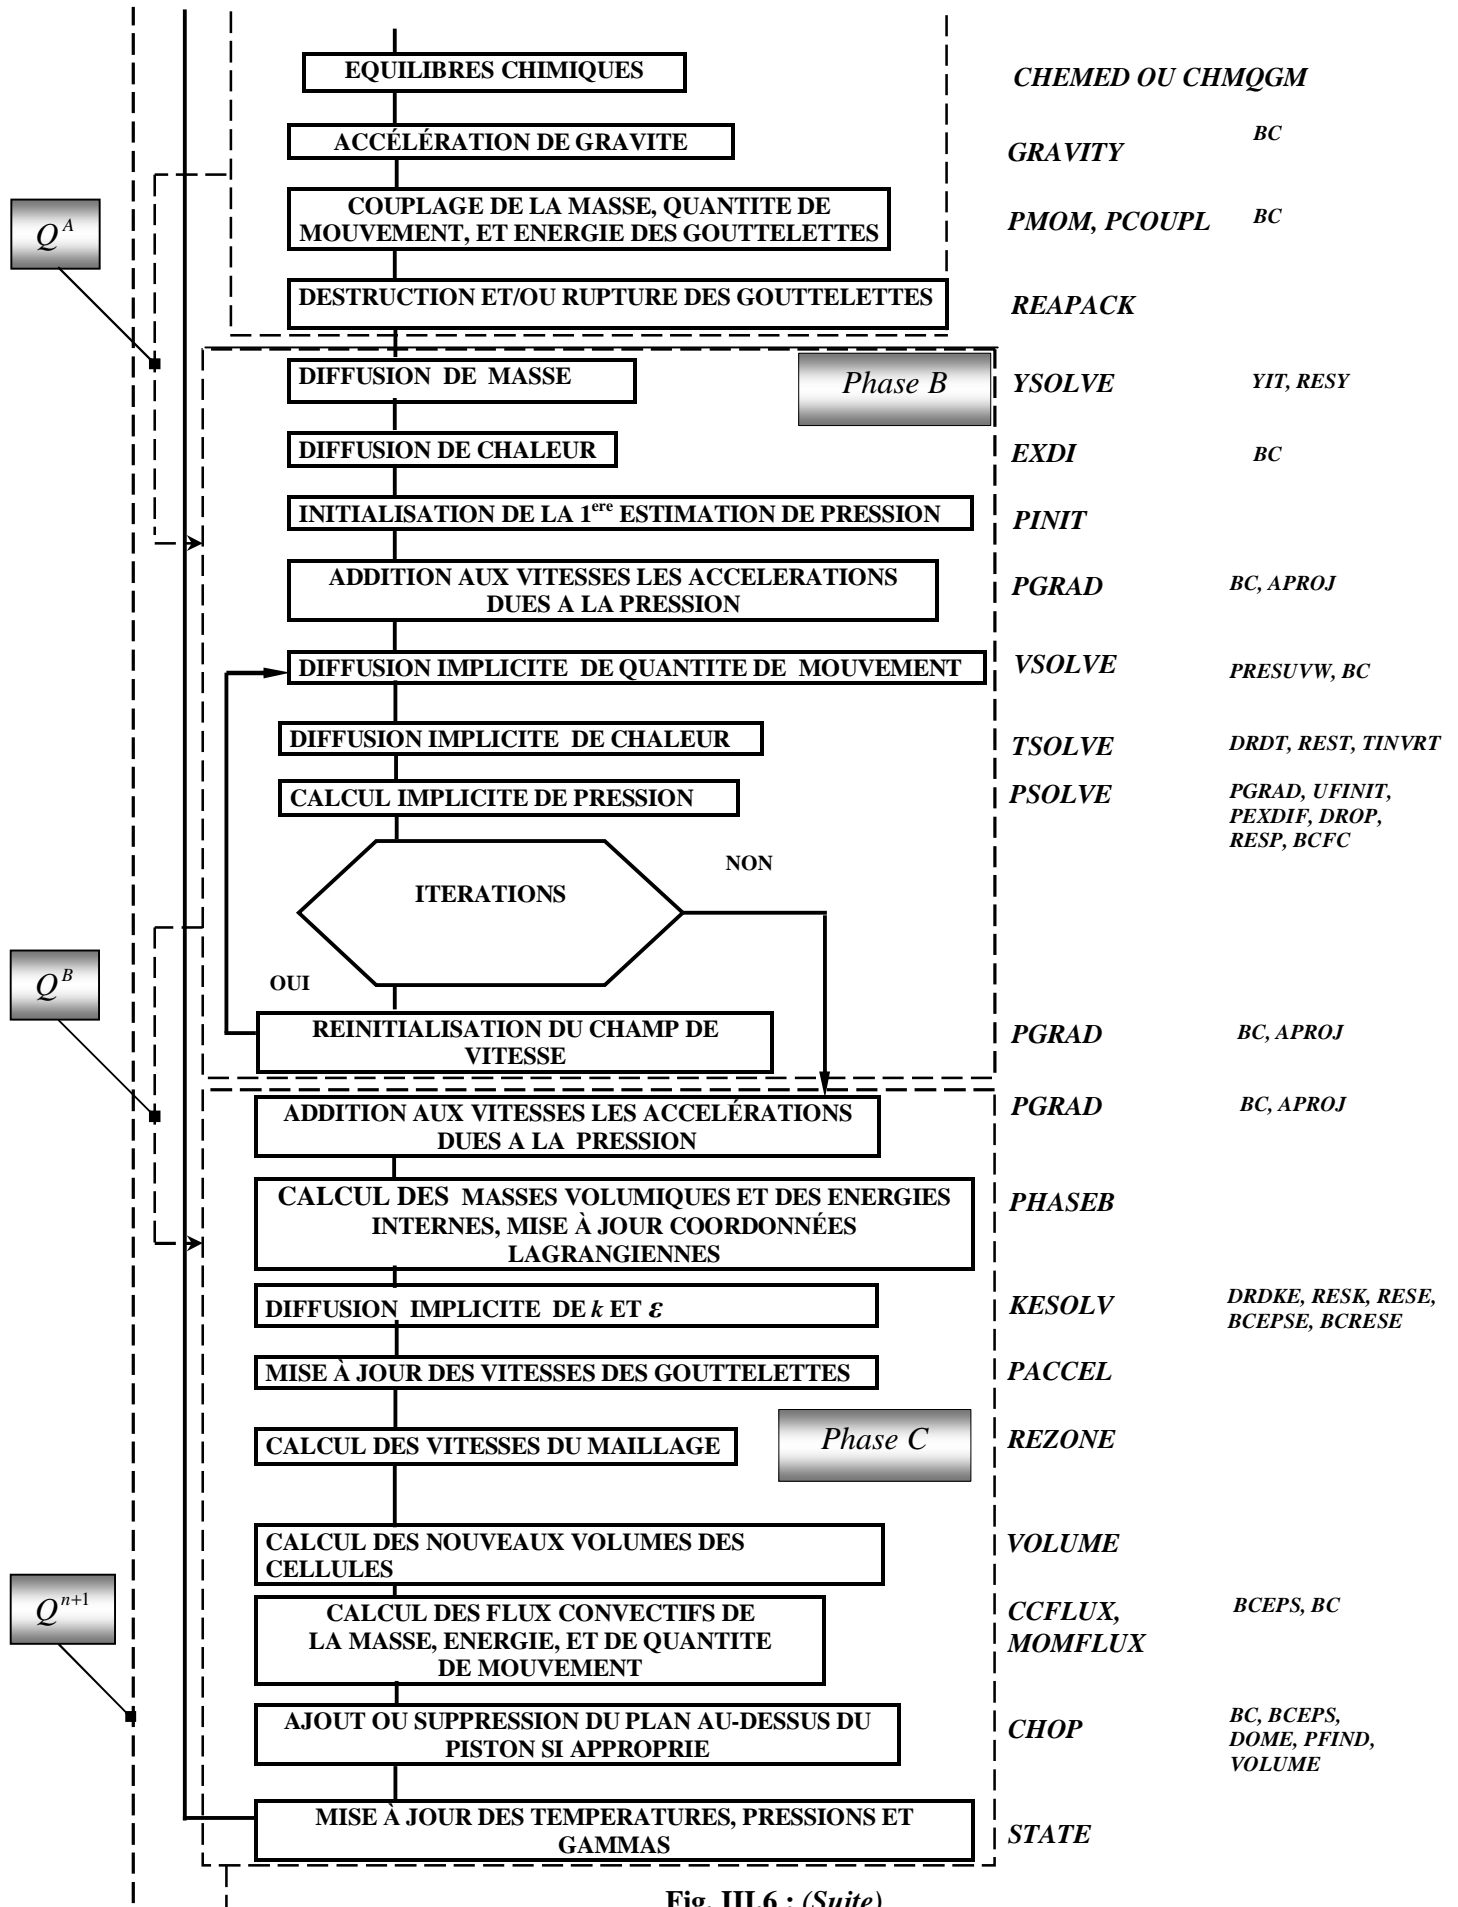 EQUILIBRES CHIMIQUES
CHEMED OU CHMQGM
ACCÉLÉRATION DE GRAVITE
GRAVITY
BC
COUPLAGE DE LA MASSE, QUANTITE DE
MOUVEMENT, ET ENERGIE DES GOUTTELETTES
PMOM, PCOUPL
BC
Q^A
DESTRUCTION ET/OU RUPTURE DES GOUTTELETTES
REAPACK
DIFFUSION DE MASSE
Phase B
YSOLVE
YIT, RESY
DIFFUSION DE CHALEUR
EXDI
BC
INITIALISATION DE LA 1ere ESTIMATION DE PRESSION
PINIT
ADDITION AUX VITESSES LES ACCELERATIONS
DUES A LA PRESSION
PGRAD
BC, APROJ
DIFFUSION IMPLICITE DE QUANTITE DE MOUVEMENT
VSOLVE
PRESUVW, BC
DIFFUSION IMPLICITE DE CHALEUR
TSOLVE
DRDT, REST, TINVRT
CALCUL IMPLICITE DE PRESSION
PSOLVE
PGRAD, UFINIT,
PEXDIF, DROP,
RESP, BCFC
NON
ITERATIONS
OUI
Q^B
REINITIALISATION DU CHAMP DE
VITESSE
PGRAD
BC, APROJ
ADDITION AUX VITESSES LES ACCELÉRATIONS
DUES A LA PRESSION
PGRAD
BC, APROJ
CALCUL DES MASSES VOLUMIQUES ET DES ENERGIES
INTERNES, MISE À JOUR COORDONNÉES
LAGRANGIENNES
PHASEB
DIFFUSION IMPLICITE DE k ET ε
KESOLV
DRDKE, RESK, RESE,
BCEPSE, BCRESE
MISE À JOUR DES VITESSES DES GOUTTELETTES
PACCEL
CALCUL DES VITESSES DU MAILLAGE
Phase C
REZONE
CALCUL DES NOUVEAUX VOLUMES DES
CELLULES
VOLUME
Q^n+1
CALCUL DES FLUX CONVECTIFS DE
LA MASSE, ENERGIE, ET DE QUANTITE
DE MOUVEMENT
CCFLUX,
MOMFLUX
BCEPS, BC
AJOUT OU SUPPRESSION DU PLAN AU-DESSUS DU
PISTON SI APPROPRIE
CHOP
BC, BCEPS,
DOME, PFIND,
VOLUME
MISE À JOUR DES TEMPERATURES, PRESSIONS ET
GAMMAS
STATE
Fig. III.6 : (Suite)